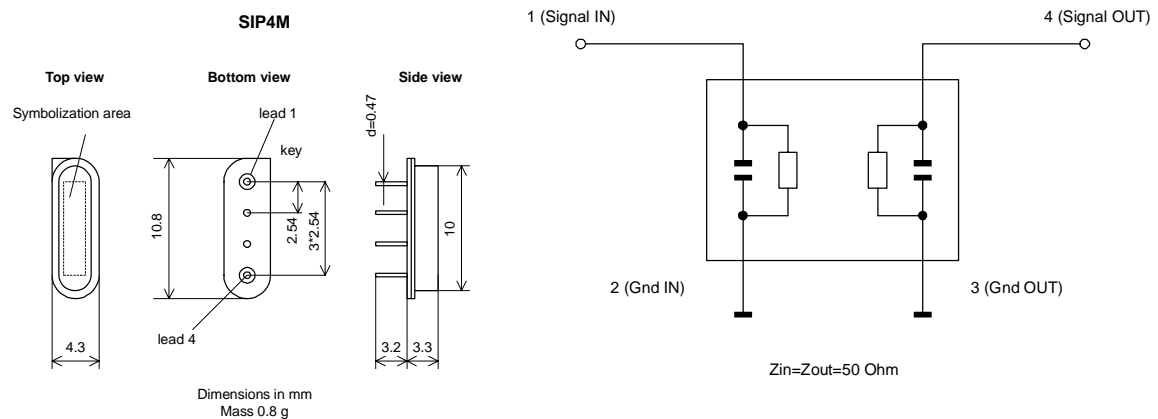 SIP4M
Top view
Bottom view
Side view
Symbolization area
lead 1
key
d=0.47
10.8
2.54
3*2.54
10
lead 4
4.3
3.2
3.3
Dimensions in mm
Mass 0.8 g
1 (Signal IN)
4 (Signal OUT)
2 (Gnd IN)
3 (Gnd OUT)
Zin=Zout=50 Ohm